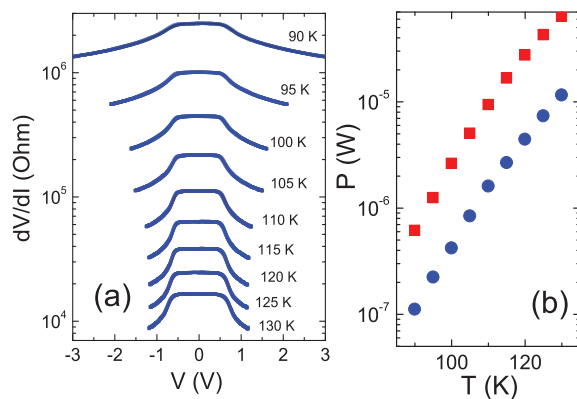 (a)
90 K
95 K
100 K
105 K
110 K
115 K
120 K
125 K
130 K
dV/dI (Ohm)
10^6
10^5
10^4
-3 -2 -1 0 1 2 3
V (V)
(b)
P (W)
10^-5
10^-6
10^-7
100 120
T (K)